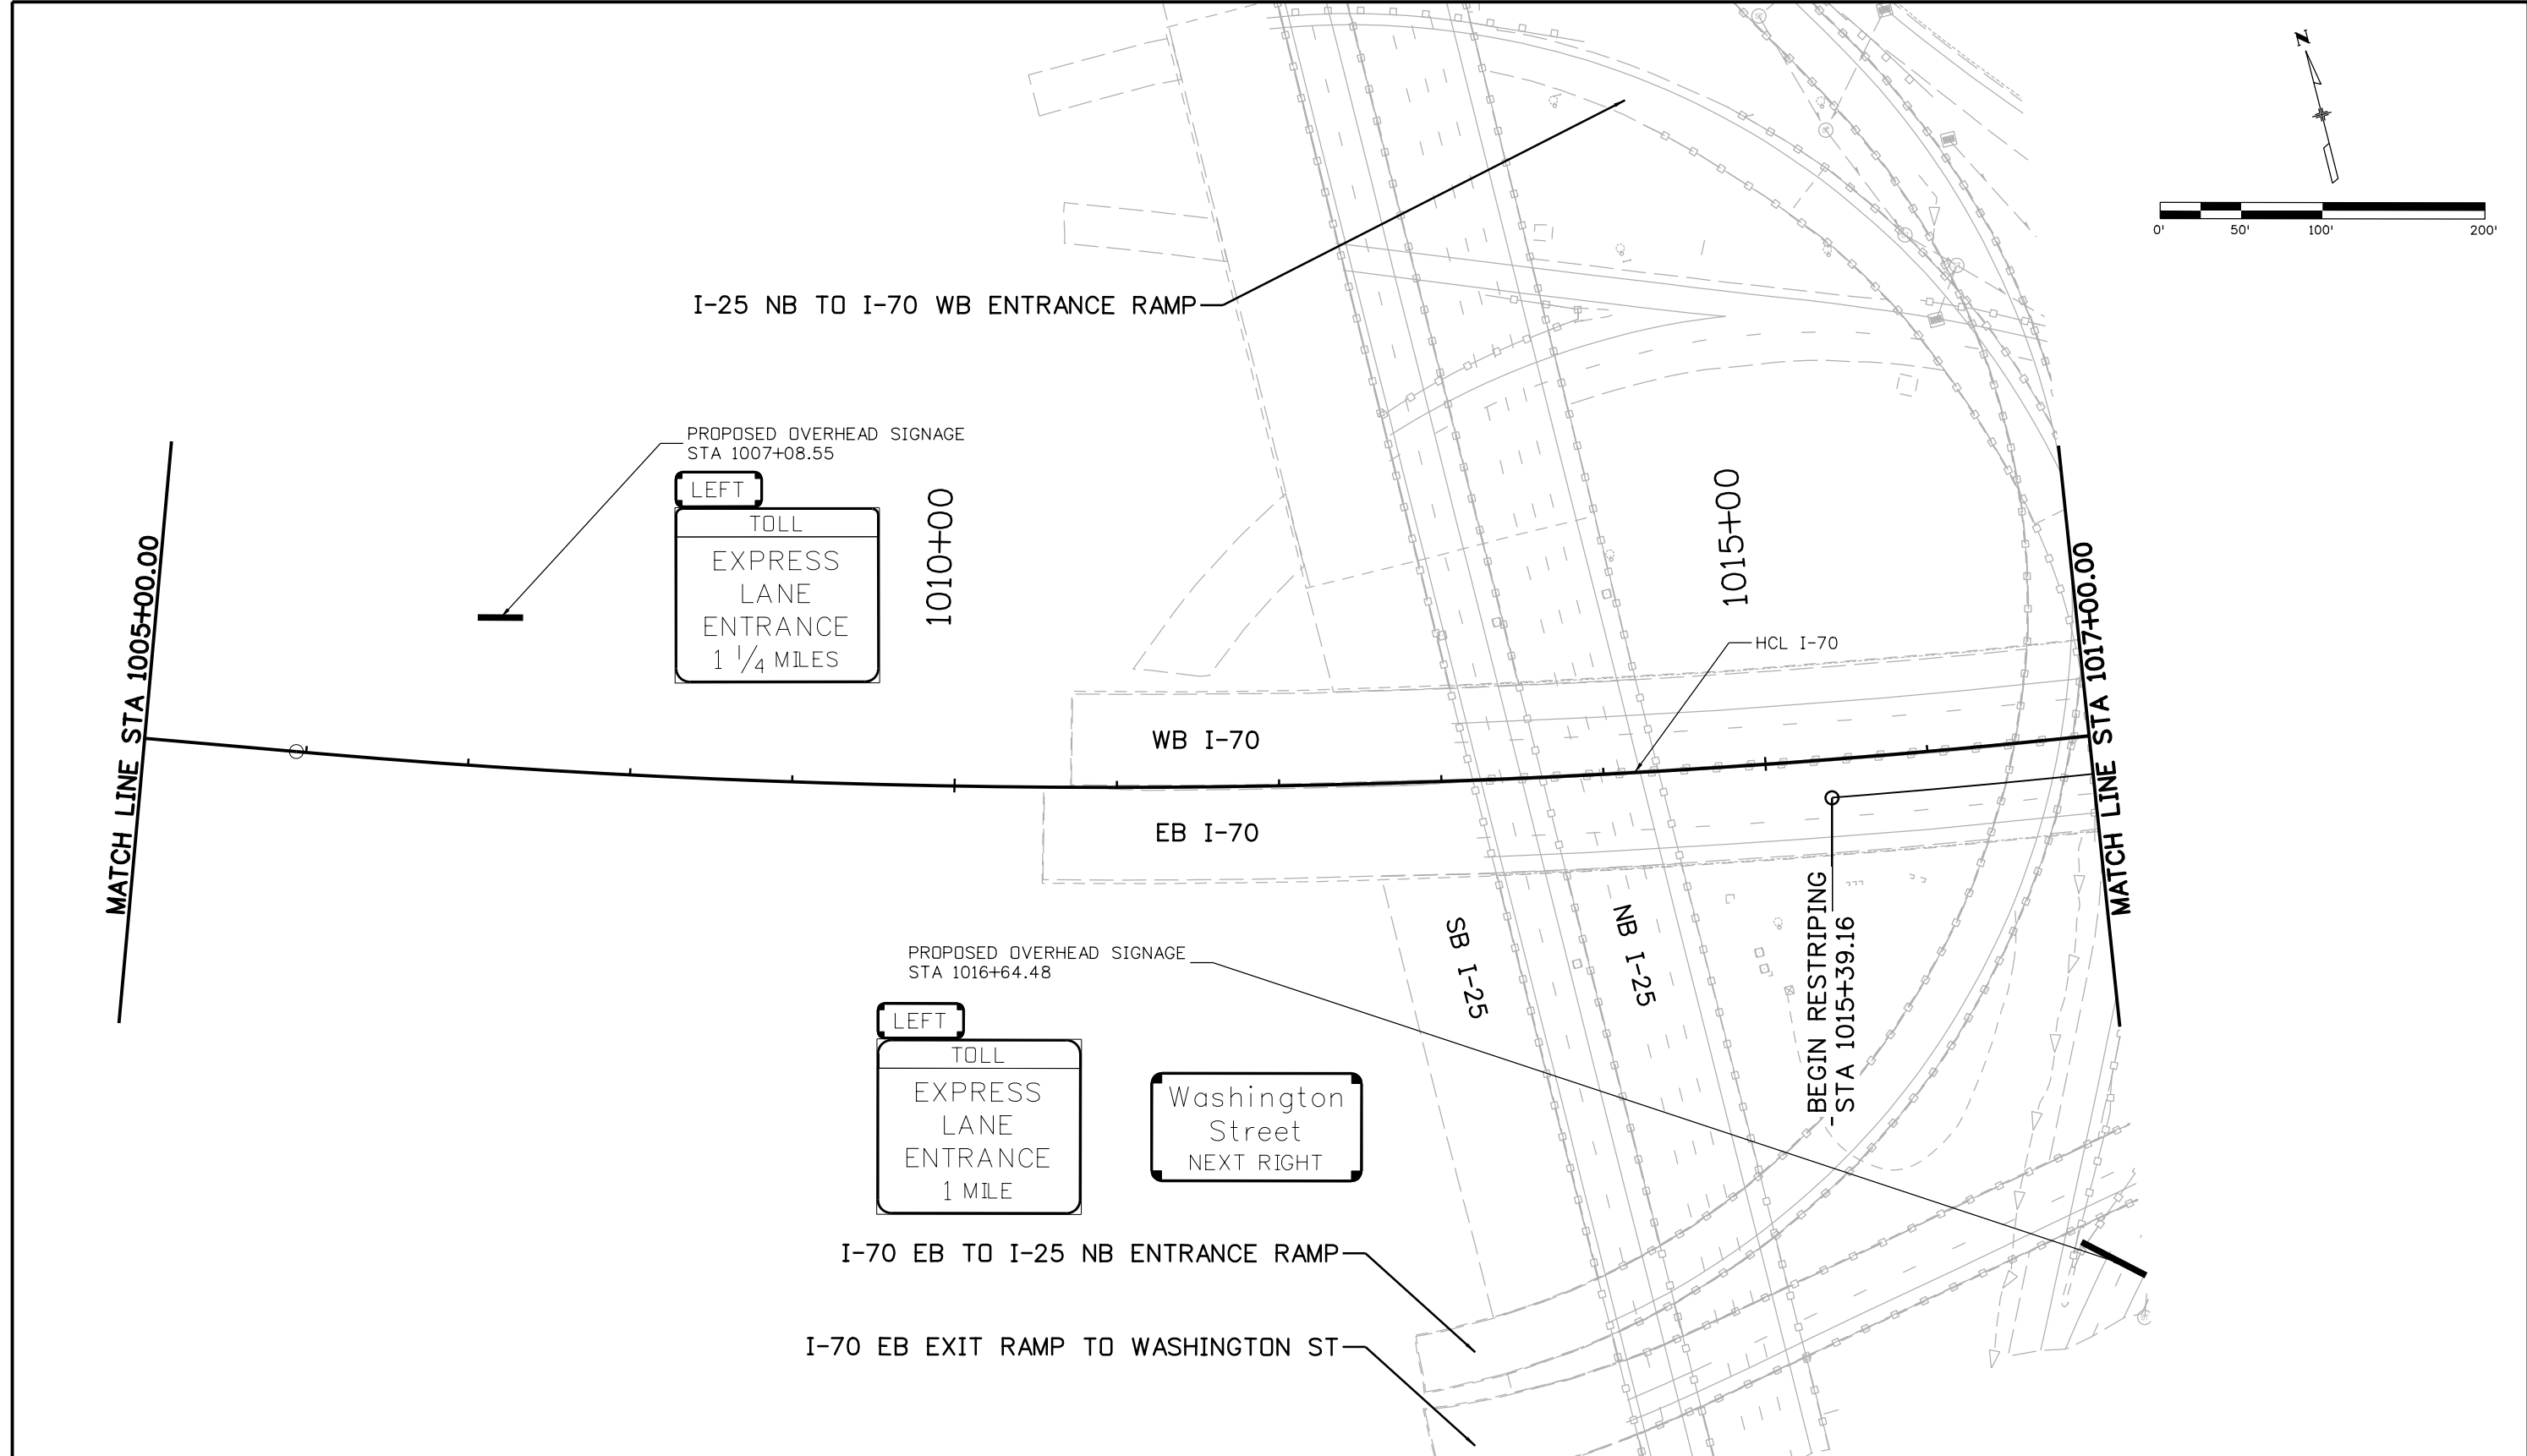 N
0' 50' 100' 200'
I-25 NB TO I-70 WB ENTRANCE RAMP
PROPOSED OVERHEAD SIGNAGE
STA 1007+08.55
LEFT
TOLL
EXPRESS
LANE
ENTRANCE
1 1/4 MILES
1010+00
1015+00
MATCH LINE STA 1005+00.00
MATCH LINE STA 1017+00.00
HCL I-70
WB I-70
EB I-70
SB I-25
NB I-25
BEGIN RESTRIPING
STA 1015+39.16
PROPOSED OVERHEAD SIGNAGE
STA 1016+64.48
LEFT
TOLL
EXPRESS
LANE
ENTRANCE
1 MILE
Washington
Street
NEXT RIGHT
I-70 EB TO I-25 NB ENTRANCE RAMP
I-70 EB EXIT RAMP TO WASHINGTON ST